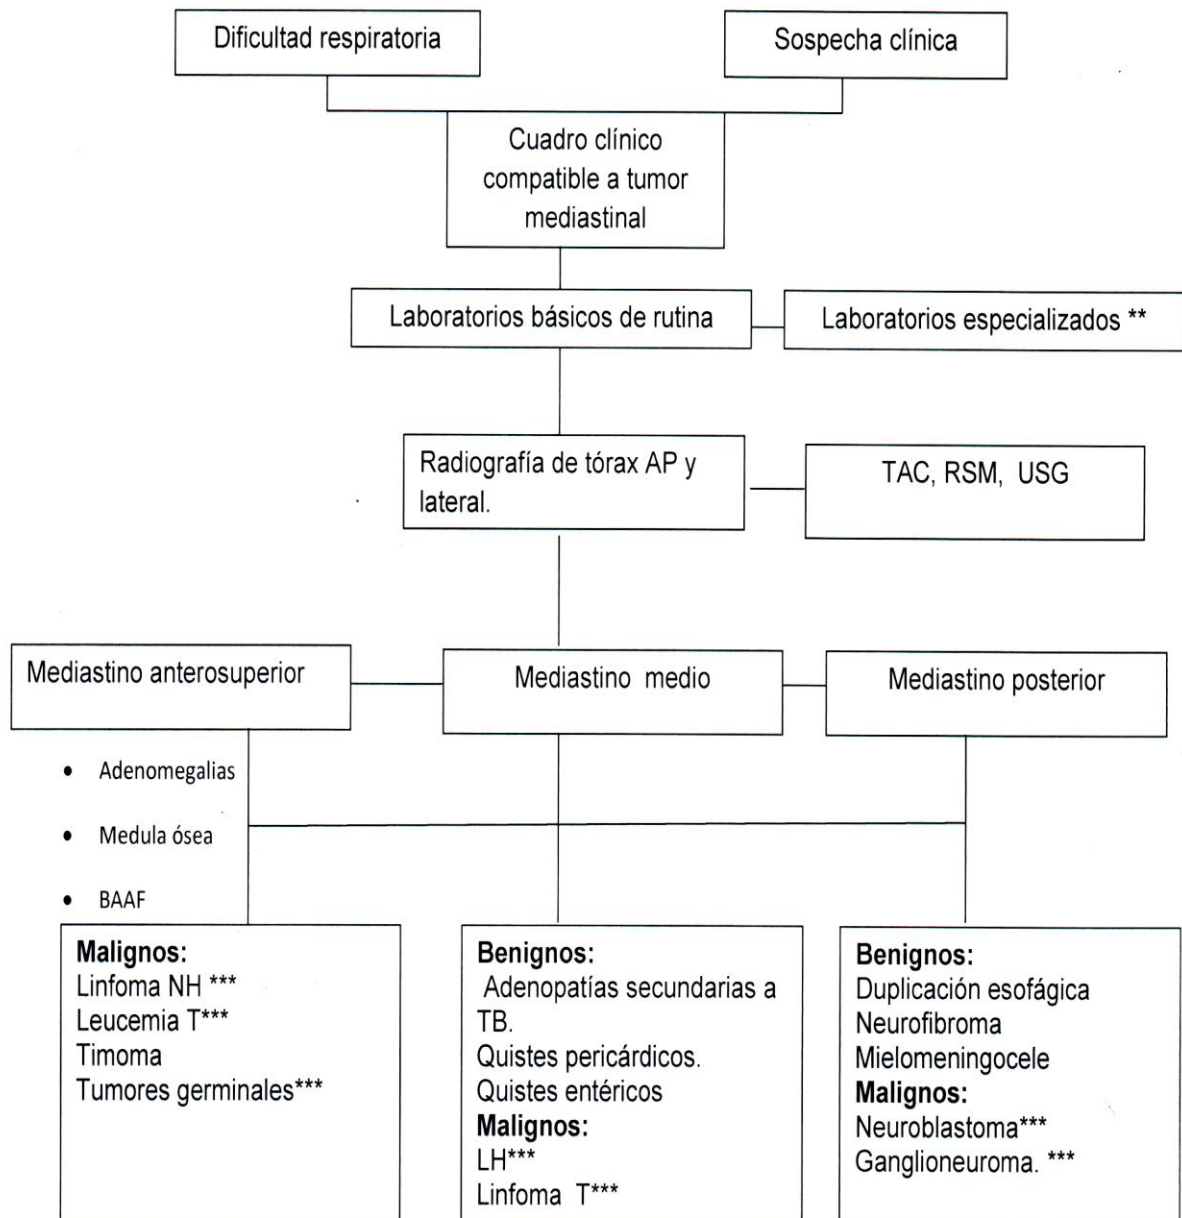 Dificultad respiratoria
Sospecha clínica
Cuadro clínico
compatible a tumor
mediastinal
Laboratorios básicos de rutina
Laboratorios especializados **
Radiografía de tórax AP y
lateral.
TAC, RSM, USG
Mediastino anterosuperior
Mediastino medio
Mediastino posterior
• Adenomegalias
• Medula ósea
• BAAF
Malignos:
Linfoma NH ***
Leucemia T***
Timoma
Tumores germinales***
Benignos:
Adenopatías secundarias a
TB.
Quistes pericárdicos.
Quistes entéricos
Malignos:
LH***
Linfoma T***
Benignos:
Duplicación esofágica
Neurofibroma
Mielomeningocele
Malignos:
Neuroblastoma***
Ganglioneuroma. ***